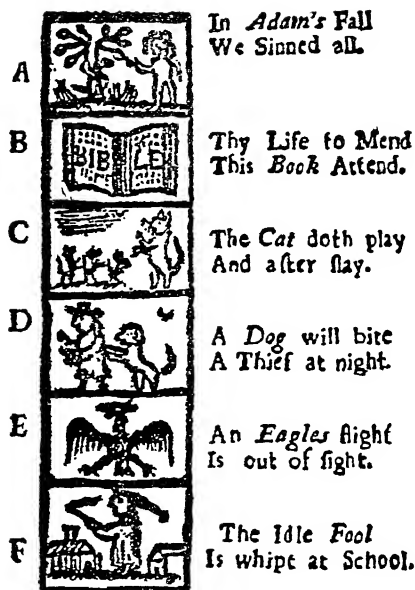 A
In Adam's Fall
We Sinned all.
B
BIBLE
Thy Life to Mend
This Book Attend.
C
The Cat doth play
And after slay.
D
A Dog will bite
A Thief at night.
E
An Eagles flight
Is out of sight.
F
The Idle Fool
Is whipt at School.